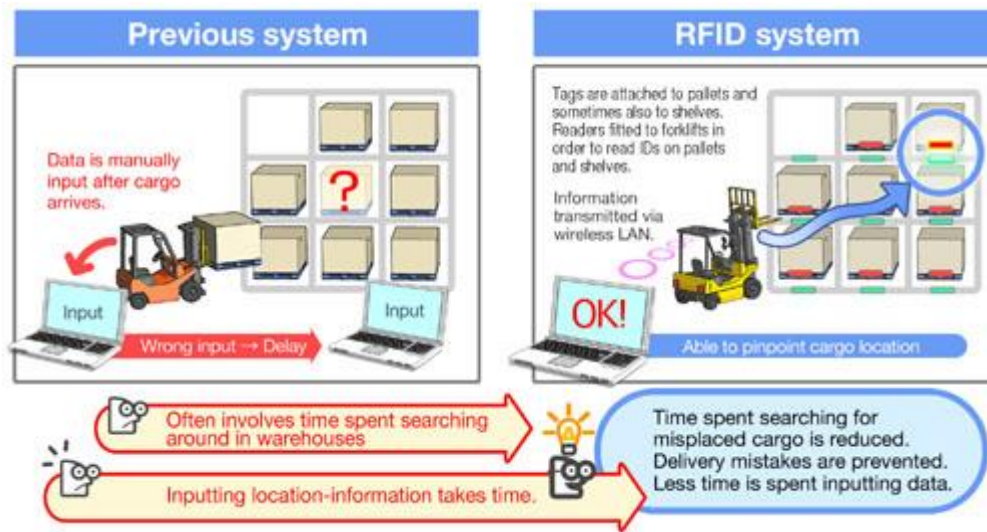 Previous system
Data is manually
input after cargo
arrives.
?
Input
Input
Wrong input → Delay
RFID system
Tags are attached to pallets and
sometimes also to shelves.
Readers fitted to forklifts in
order to read IDs on pallets
and shelves.
Information
transmitted via
wireless LAN.
OK!
Able to pinpoint cargo location
Often involves time spent searching
around in warehouses
Inputting location-information takes time.
Time spent searching for
misplaced cargo is reduced.
Delivery mistakes are prevented.
Less time is spent inputting data.